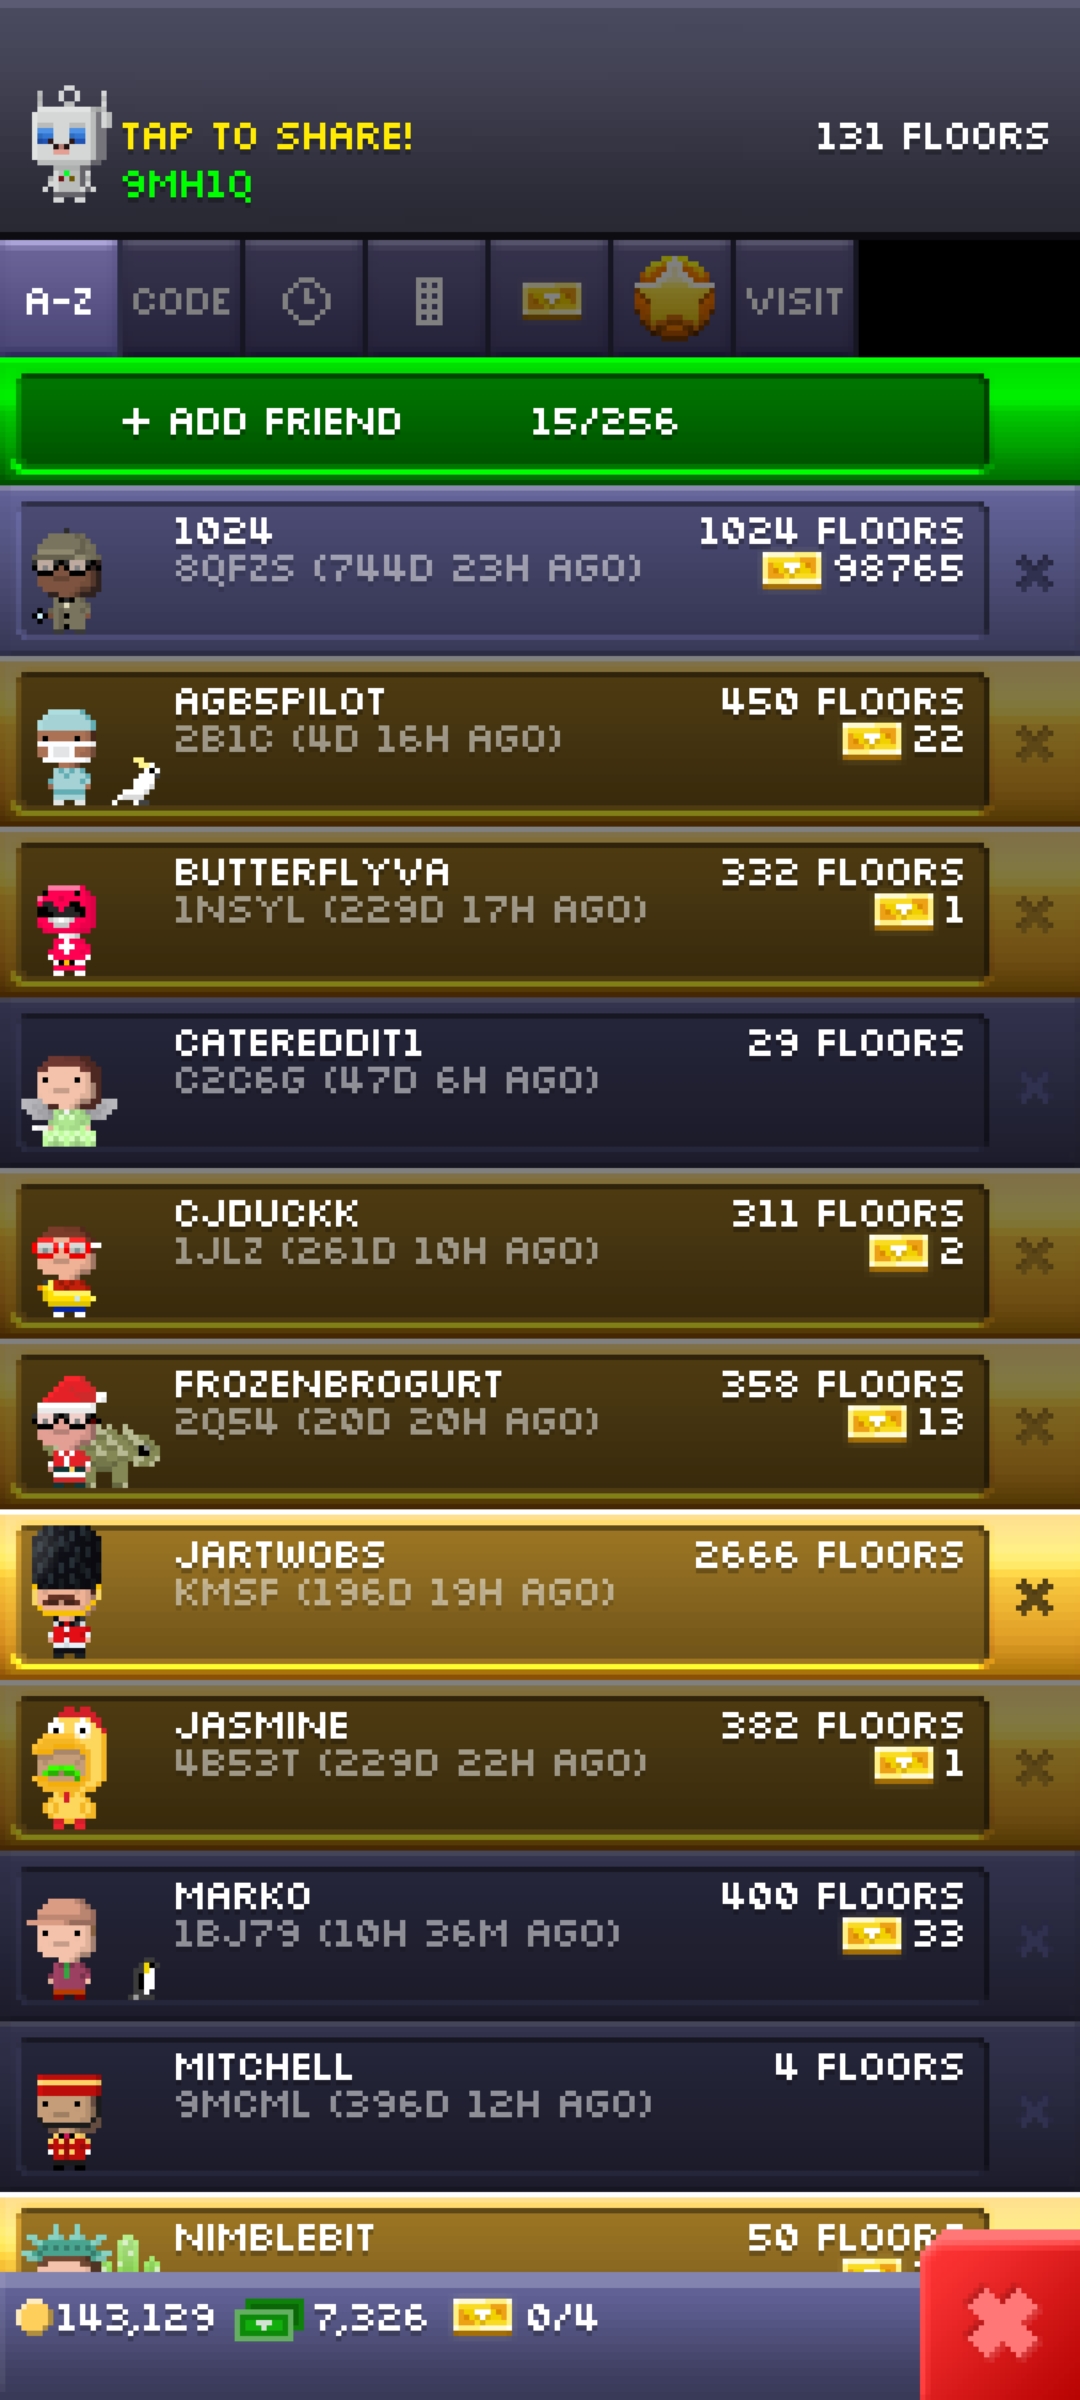 TAP TO SHARE!
131 FLOORS
9MH1Q
A-Z CODE VISIT
+ ADD FRIEND 15/256
1024 1024 FLOORS
8QFZS (744D 23H AGO) 98765
AGB5PILOT 450 FLOORS
2B1C (4D 16H AGO) 22
BUTTERFLYVA 332 FLOORS
1NSYL (229D 17H AGO) 1
CATEREDDIT1 29 FLOORS
C2C6G (47D 6H AGO)
CJDUCKK 311 FLOORS
1JLZ (261D 10H AGO) 2
FROZENBROGURT 358 FLOORS
2Q54 (20D 20H AGO) 13
JARTWOBS 2666 FLOORS
KMSF (196D 19H AGO)
JASMINE 382 FLOORS
4B53T (229D 22H AGO) 1
MARKO 400 FLOORS
1BJ79 (10H 36M AGO) 33
MITCHELL 4 FLOORS
9MCML (396D 12H AGO)
NIMBLEBIT 50 FLOORS
143,129 7,326 0/4